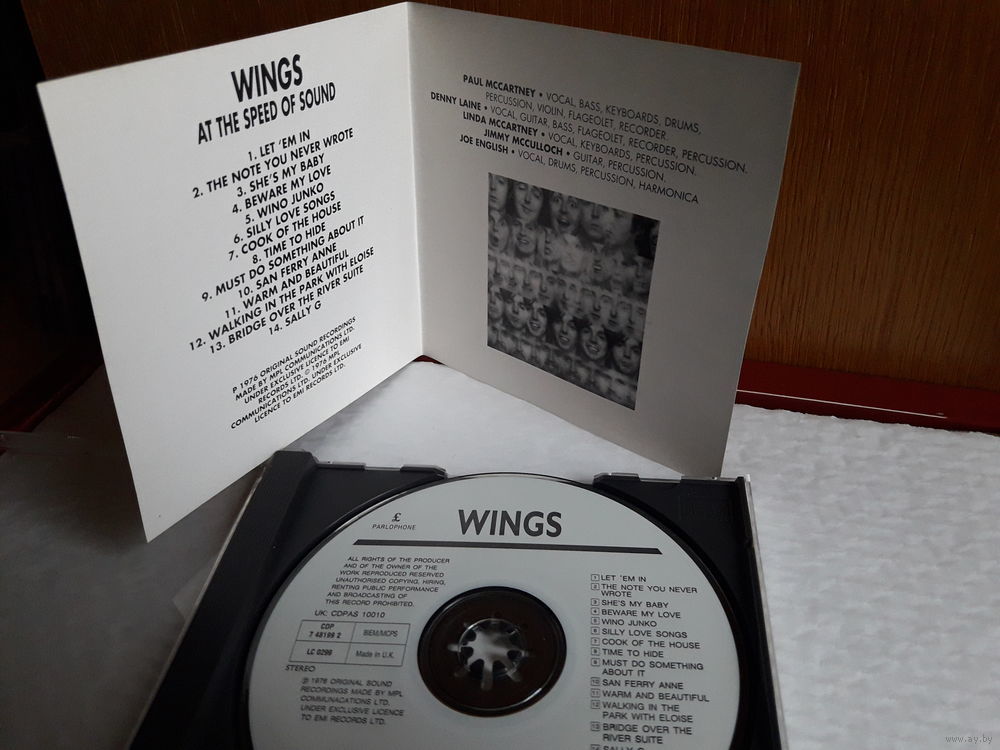 WINGS
AT THE SPEED OF SOUND
1. LET 'EM IN
2. THE NOTE YOU NEVER WROTE
3. SHE'S MY BABY
4. BEWARE MY LOVE
5. WINO JUNKO
6. SILLY LOVE SONGS
7. COOK OF THE HOUSE
8. TIME TO HIDE
9. MUST DO SOMETHING ABOUT IT
10. SAN FERRY ANNE
11. WARM AND BEAUTIFUL
12. WALKING IN THE PARK WITH ELOISE
13. BRIDGE OVER THE RIVER SUITE
14. SALLY G
P 1976 ORIGINAL SOUND RECORDINGS
MADE BY MPL COMMUNICATIONS LTD.
UNDER EXCLUSIVE LICENCE TO EMI
RECORDS LTD. © 1976 MPL
COMMUNICATIONS LTD. UNDER EXCLUSIVE
LICENCE TO EMI RECORDS LTD.
PAUL MCCARTNEY • VOCAL, BASS, KEYBOARDS, DRUMS,
PERCUSSION, VIOLIN, FLAGEOLET, RECORDER.
DENNY LAINE • VOCAL, GUITAR, BASS, FLAGEOLET, RECORDER, PERCUSSION.
LINDA MCCARTNEY • VOCAL, KEYBOARDS, PERCUSSION.
JIMMY MCCULLOCH • GUITAR, PERCUSSION.
JOE ENGLISH • VOCAL, DRUMS, PERCUSSION, HARMONICA
£
PARLOPHONE
WINGS
ALL RIGHTS OF THE PRODUCER
AND OF THE OWNER OF THE
WORK REPRODUCED RESERVED
UNAUTHORISED COPYING, HIRING,
RENTING PUBLIC PERFORMANCE
AND BROADCASTING OF
THIS RECORD PROHIBITED.
UK: CDPAS 10010
CDP
7 48199 2
BIEM/MCPS
LC 0299
Made in U.K.
STEREO
℗ 1976 ORIGINAL SOUND
RECORDINGS MADE BY MPL
COMMUNACATIONS LTD.
UNDER EXCLUSIVE LICENCE
TO EMI RECORDS LTD.
1 LET 'EM IN
2 THE NOTE YOU NEVER
WROTE
3 SHE'S MY BABY
4 BEWARE MY LOVE
5 WINO JUNKO
6 SILLY LOVE SONGS
7 COOK OF THE HOUSE
8 TIME TO HIDE
9 MUST DO SOMETHING
ABOUT IT
10 SAN FERRY ANNE
11 WARM AND BEAUTIFUL
12 WALKING IN THE
PARK WITH ELOISE
13 BRIDGE OVER THE
RIVER SUITE
14 SALLY G
www.ay.by